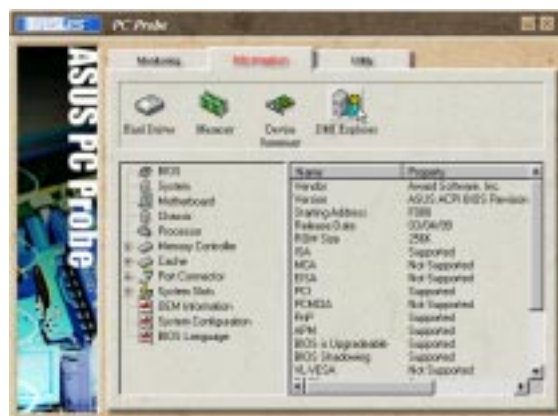 ASUS PC Probe
ASUS PC Probe
Monitoring Information Utility
Hard Drives Memory Device Summary DMI Explorer
BIOS
System
Motherboard
Chassis
Processor
Memory Controller
Cache
Port Connector
System Slots
OEM Information
System Configuration
BIOS Language
Name Property
Vendor Award Software, Inc.
Version ASUS ACPI BIOS Revision
Starting Address
Release Date 03/04/99
ROM Size 256K
ISA Supported
MCA Not Supported
EISA Not Supported
PCI Supported
PCMCIA Not Supported
PnP Supported
APM Supported
BIOS is Upgradeable Supported
BIOS Shadowing Supported
VL-VESA Not Supported